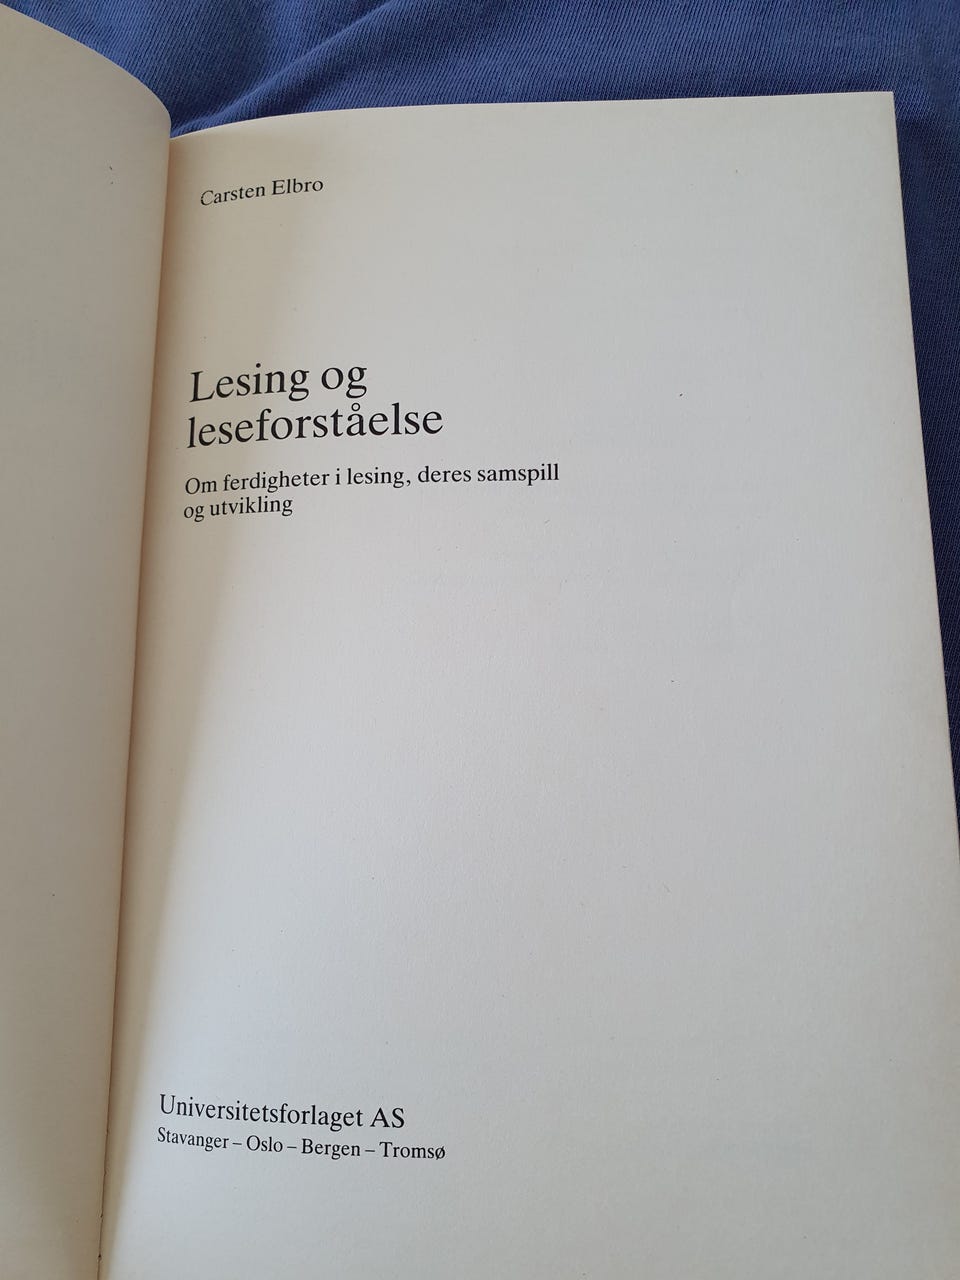 Carsten Elbro
Lesing og
leseforståelse
Om ferdigheter i lesing, deres samspill
og utvikling
Universitetsforlaget AS
Stavanger – Oslo – Bergen – Tromsø